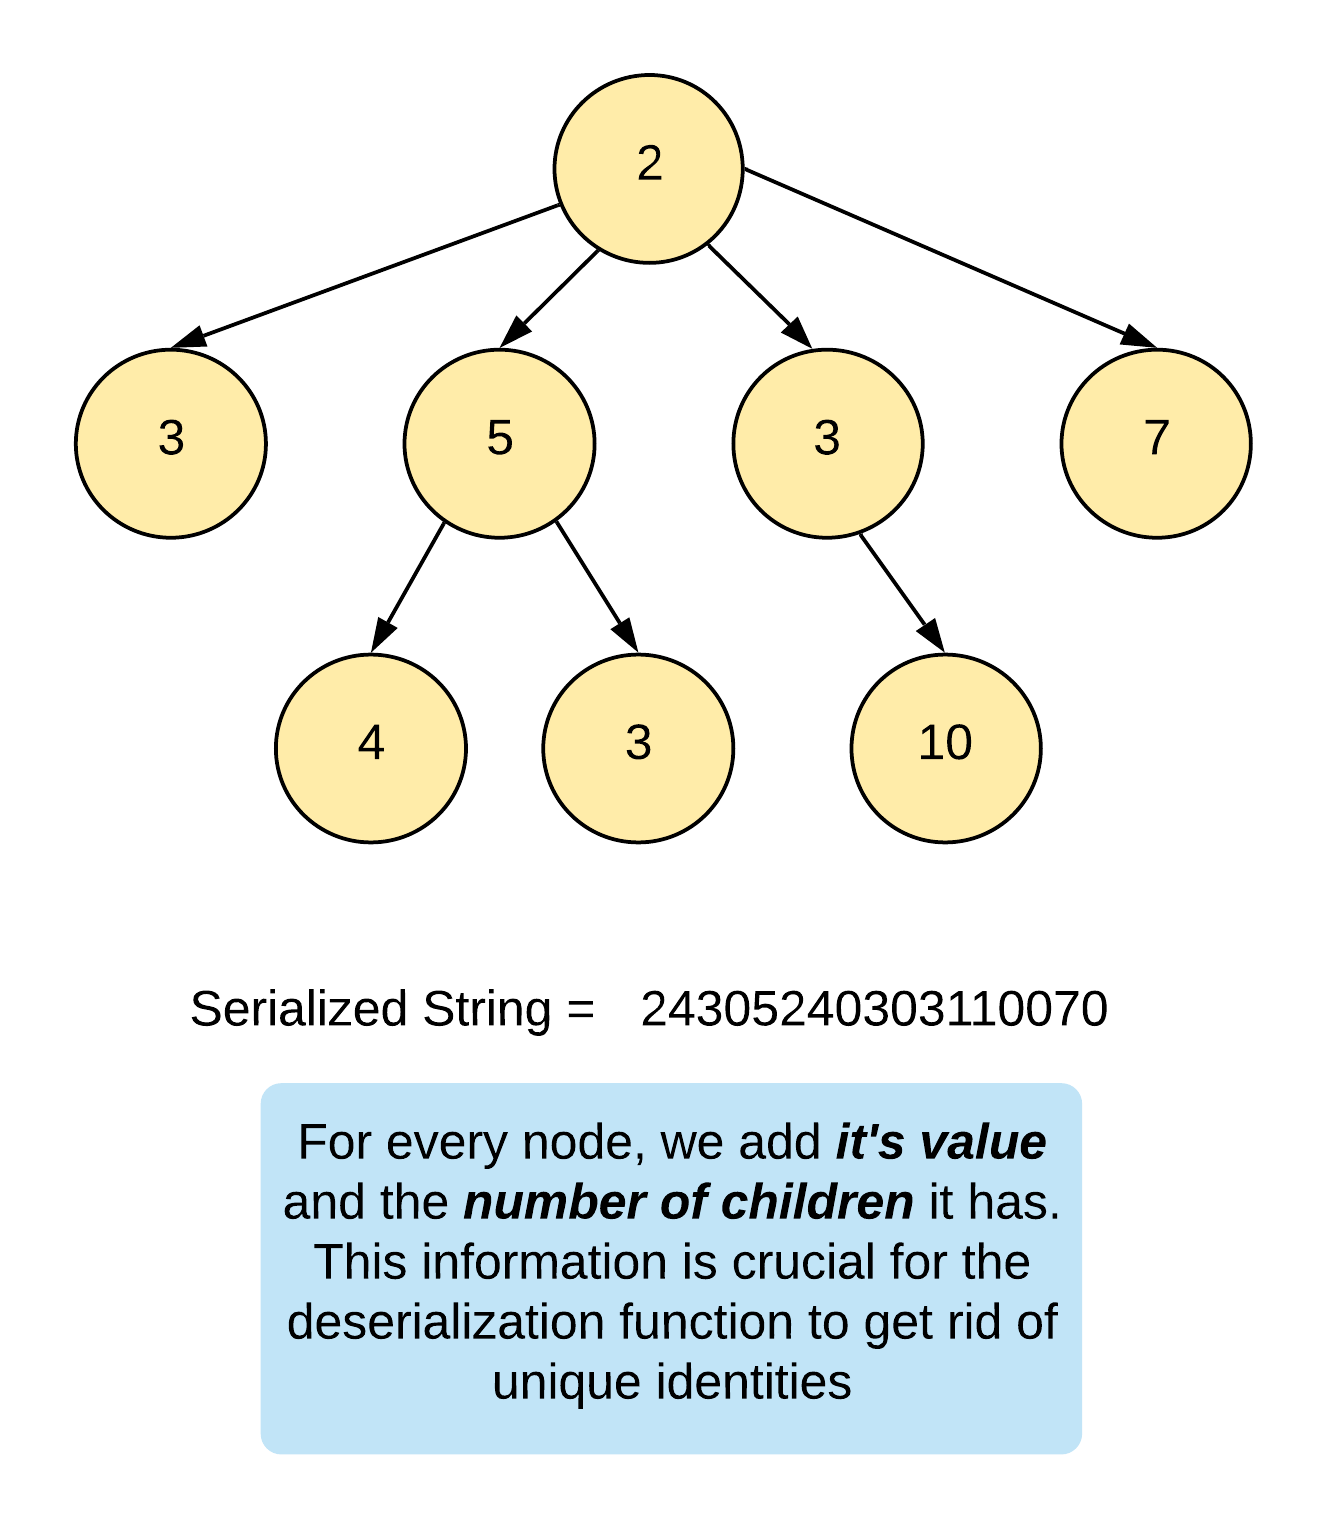 2
3
5
3
7
4
3
10
Serialized String = 24305240303110070
For every node, we add it's value
and the number of children it has.
This information is crucial for the
deserialization function to get rid of
unique identities